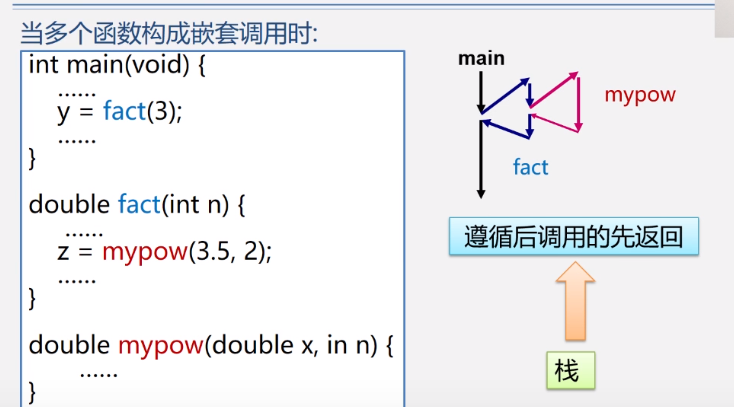 当多个函数构成嵌套调用时:
int main(void) {
......
y = fact(3);
......
}
double fact(int n) {
......
z = mypow(3.5, 2);
......
}
double mypow(double x, in n) {
......
}
main
mypow
fact
遵循后调用的先返回
栈